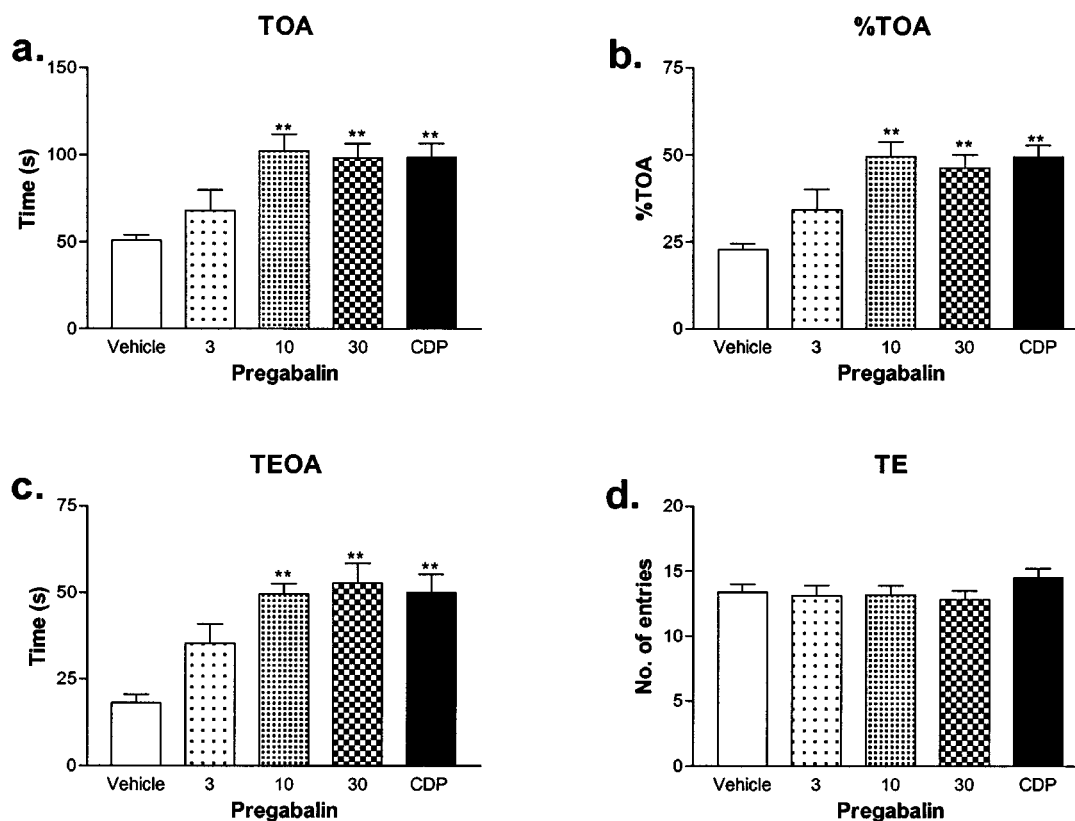 a.
TOA
150
100
50
0
Time (s)
** ** **
Vehicle 3 10 30 CDP
Pregabalin
b.
%TOA
75
50
25
0
%TOA
** ** **
Vehicle 3 10 30 CDP
Pregabalin
c.
TEOA
75
50
25
0
Time (s)
** ** **
Vehicle 3 10 30 CDP
Pregabalin
d.
TE
20
15
10
5
0
No. of entries
Vehicle 3 10 30 CDP
Pregabalin